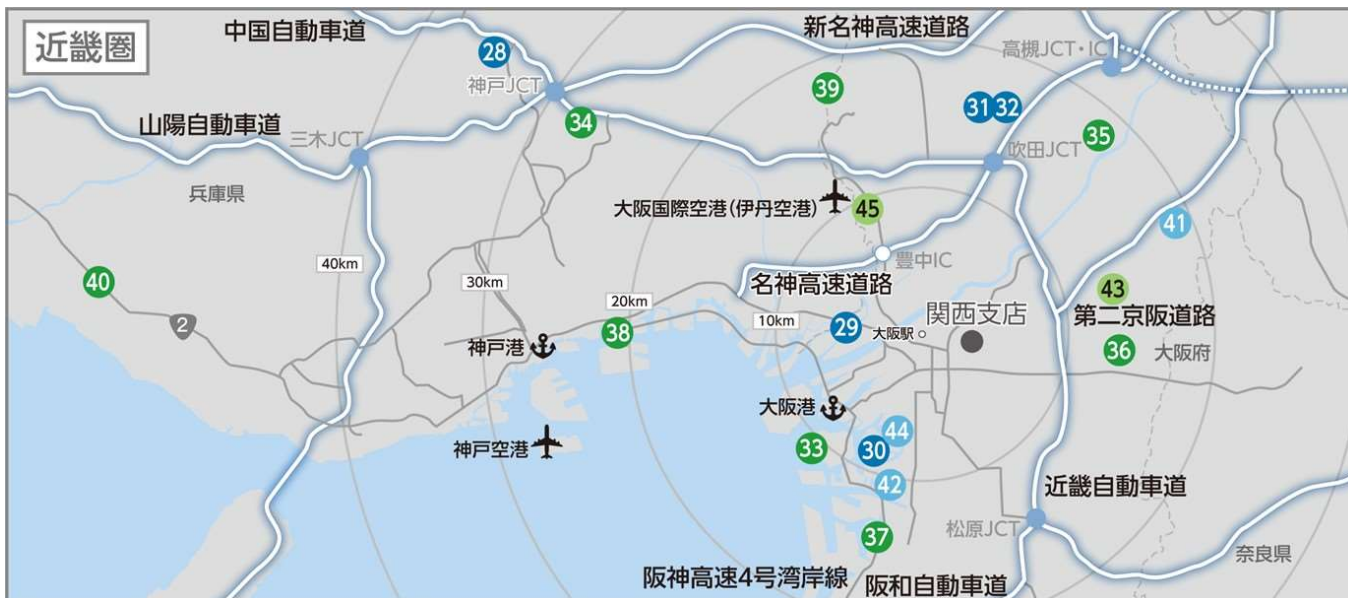 近畿圏
中国自動車道
28
神戸JCT
新名神高速道路
高槻JCT・IC
39
31
32
山陽自動車道
三木JCT
34
35
吹田JCT
兵庫県
大阪国際空港(伊丹空港)
45
41
豊中IC
40km
30km
20km
10km
40
2
名神高速道路
43
関西支店
第二京阪道路
38
29
大阪駅
36
大阪府
神戸港
大阪港
神戸空港
33
44
30
42
近畿自動車道
37
松原JCT
奈良県
阪神高速4号湾岸線
阪和自動車道